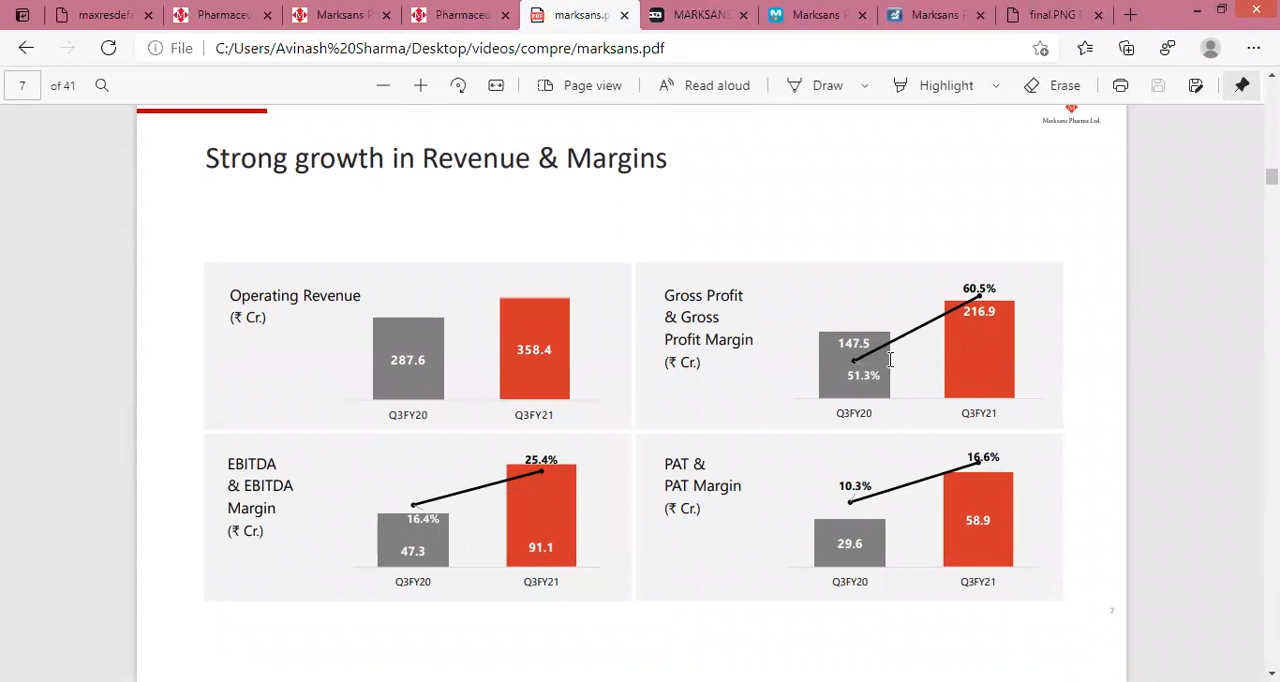 maxresdefa
Pharmaceu
Marksans P
Pharmaced
marksans.p
MARKSANS
Marksans P
Marksans P
final.PNG (
File
C:/Users/Avinash%20Sharma/Desktop/videos/compre/marksans.pdf
7 of 41
Page view
Read aloud
Draw
Highlight
Erase
Marksans Pharma Ltd.
Strong growth in Revenue & Margins
Operating Revenue
(₹ Cr.)
287.6
358.4
Q3FY20
Q3FY21
Gross Profit
& Gross
Profit Margin
(₹ Cr.)
60.5%
216.9
147.5
51.3%
Q3FY20
Q3FY21
EBITDA
& EBITDA
Margin
(₹ Cr.)
25.4%
16.4%
47.3
91.1
Q3FY20
Q3FY21
PAT &
PAT Margin
(₹ Cr.)
16.6%
10.3%
58.9
29.6
Q3FY20
Q3FY21
7